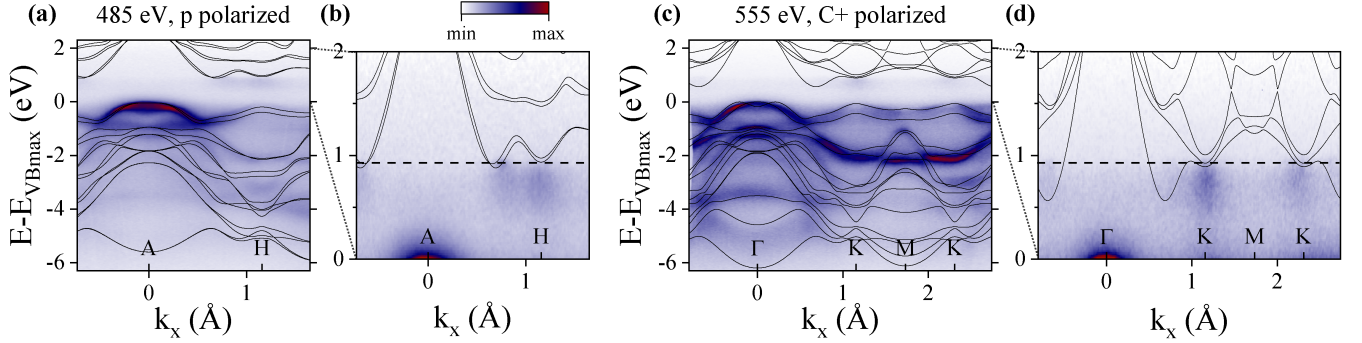 (a) 485 eV, p polarized (b) min max (c) 555 eV, C+ polarized (d)
E-E_VBmax (eV)
2
0
-2
-4
-6
A H
0 1
k_x (Å)
2
1
0
A H
0 1
k_x (Å)
E-E_VBmax (eV)
2
0
-2
-4
-6
Γ K M K
0 1 2
k_x (Å)
2
1
0
Γ K M K
0 1 2
k_x (Å)